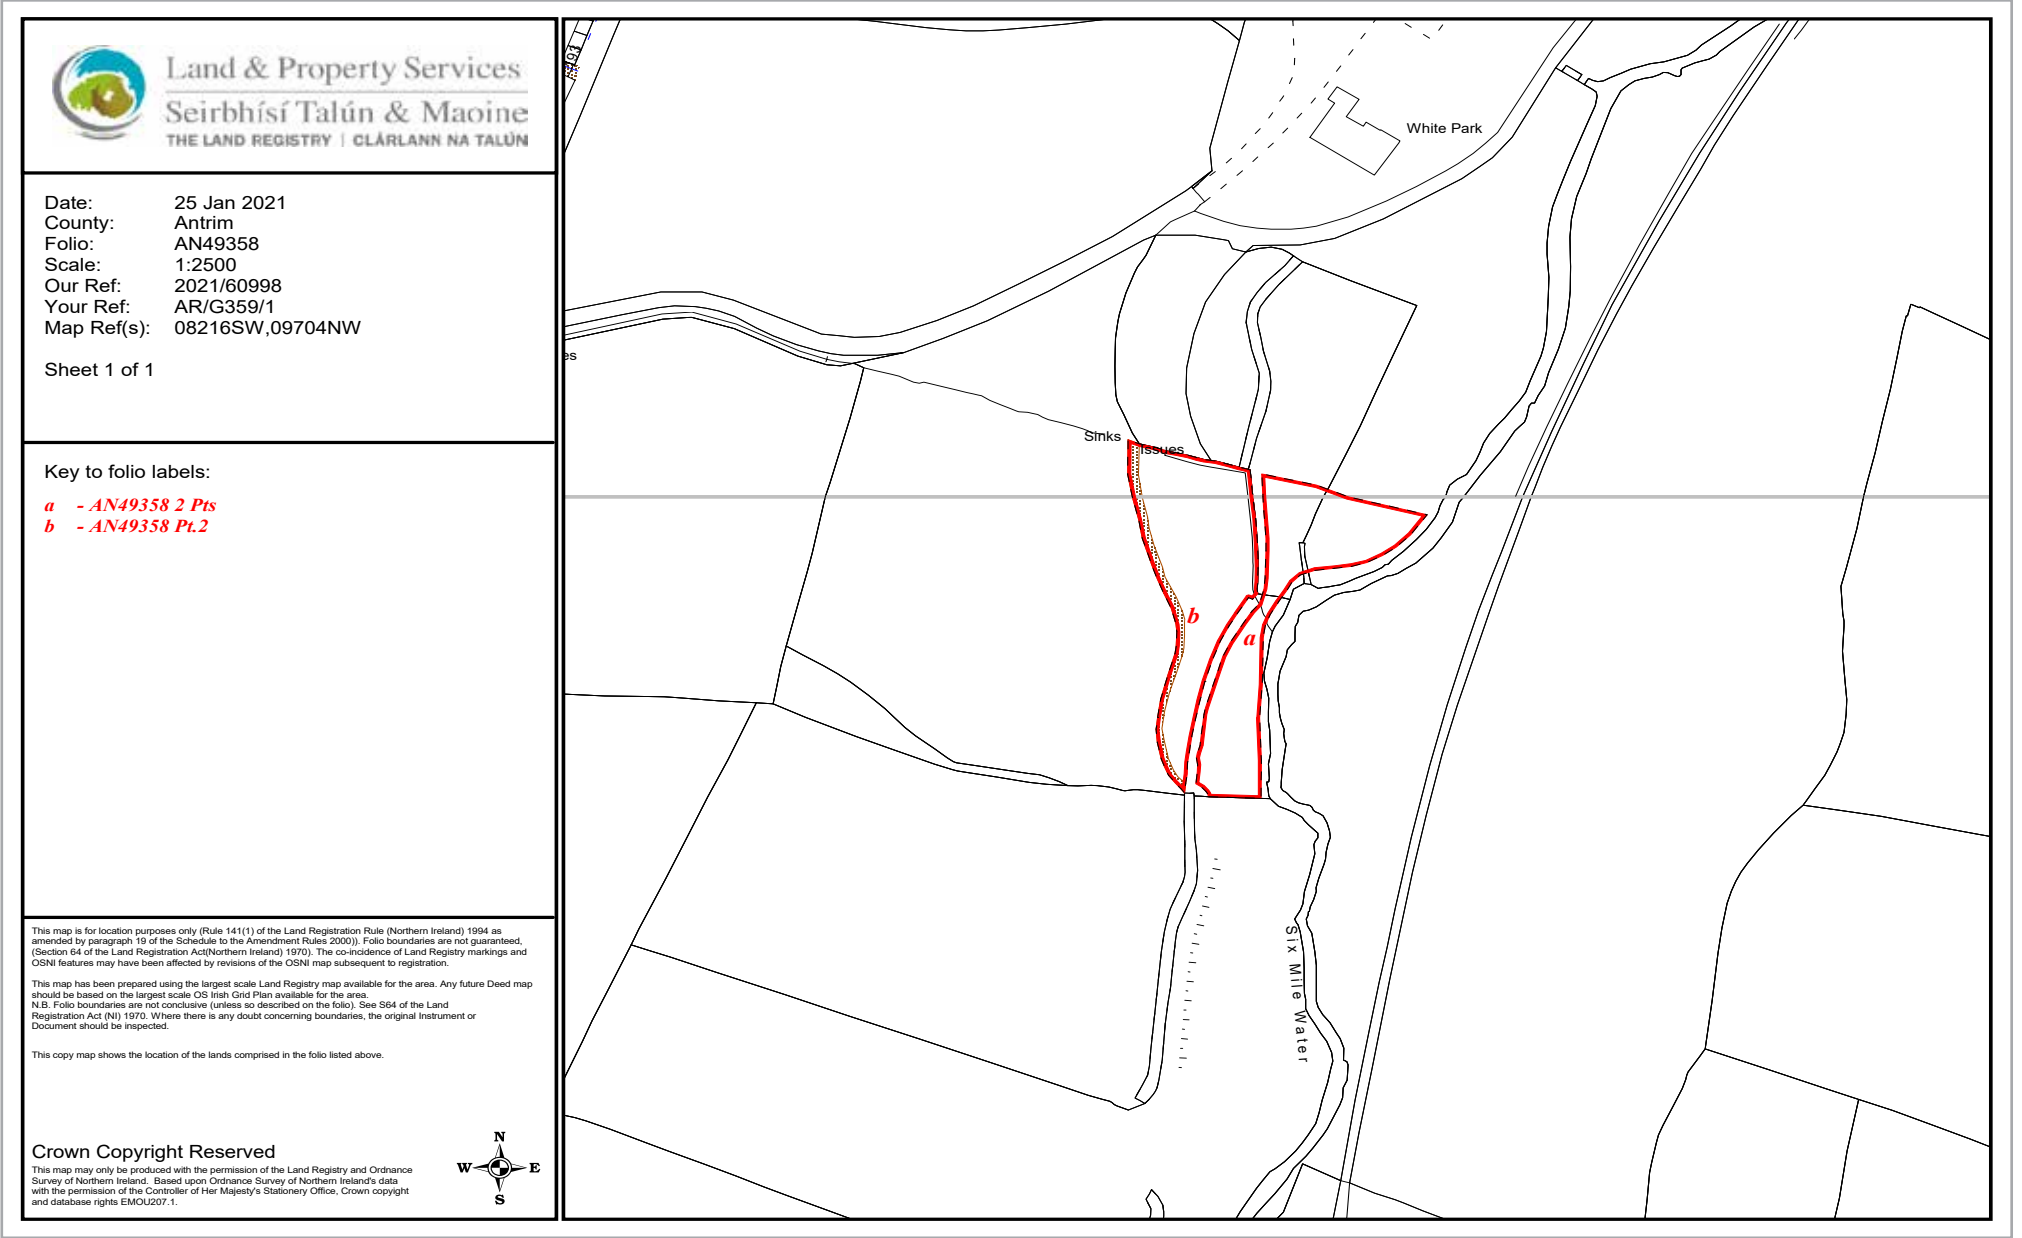 Land & Property Services
Seirbhísí Talún & Maoine
THE LAND REGISTRY | CLÁRLANN NA TALÚN
Date: 25 Jan 2021
County: Antrim
Folio: AN49358
Scale: 1:2500
Our Ref: 2021/60998
Your Ref: AR/G359/1
Map Ref(s): 08216SW,09704NW
Sheet 1 of 1
Key to folio labels:
a - AN49358 2 Pts
b - AN49358 Pt.2
This map is for location purposes only (Rule 141(1) of the Land Registration Rule (Northern Ireland) 1994 as
amended by paragraph 19 of the Schedule to the Amendment Rules 2000)). Folio boundaries are not guaranteed,
(Section 64 of the Land Registration Act(Northern Ireland) 1970). The co-incidence of Land Registry markings and
OSNI features may have been affected by revisions of the OSNI map subsequent to registration.
This map has been prepared using the largest scale Land Registry map available for the area. Any future Deed map
should be based on the largest scale OS Irish Grid Plan available for the area.
N.B. Folio boundaries are not conclusive (unless so described on the folio). See S64 of the Land
Registration Act (NI) 1970. Where there is any doubt concerning boundaries, the original Instrument or
Document should be inspected.
This copy map shows the location of the lands comprised in the folio listed above.
Crown Copyright Reserved
This map may only be produced with the permission of the Land Registry and Ordnance
Survey of Northern Ireland. Based upon Ordnance Survey of Northern Ireland's data
with the permission of the Controller of Her Majesty's Stationery Office, Crown copyight
and database rights EMOU207.1.
N
W E
S
White Park
es
Sinks
Issues
b
a
Six Mile Water